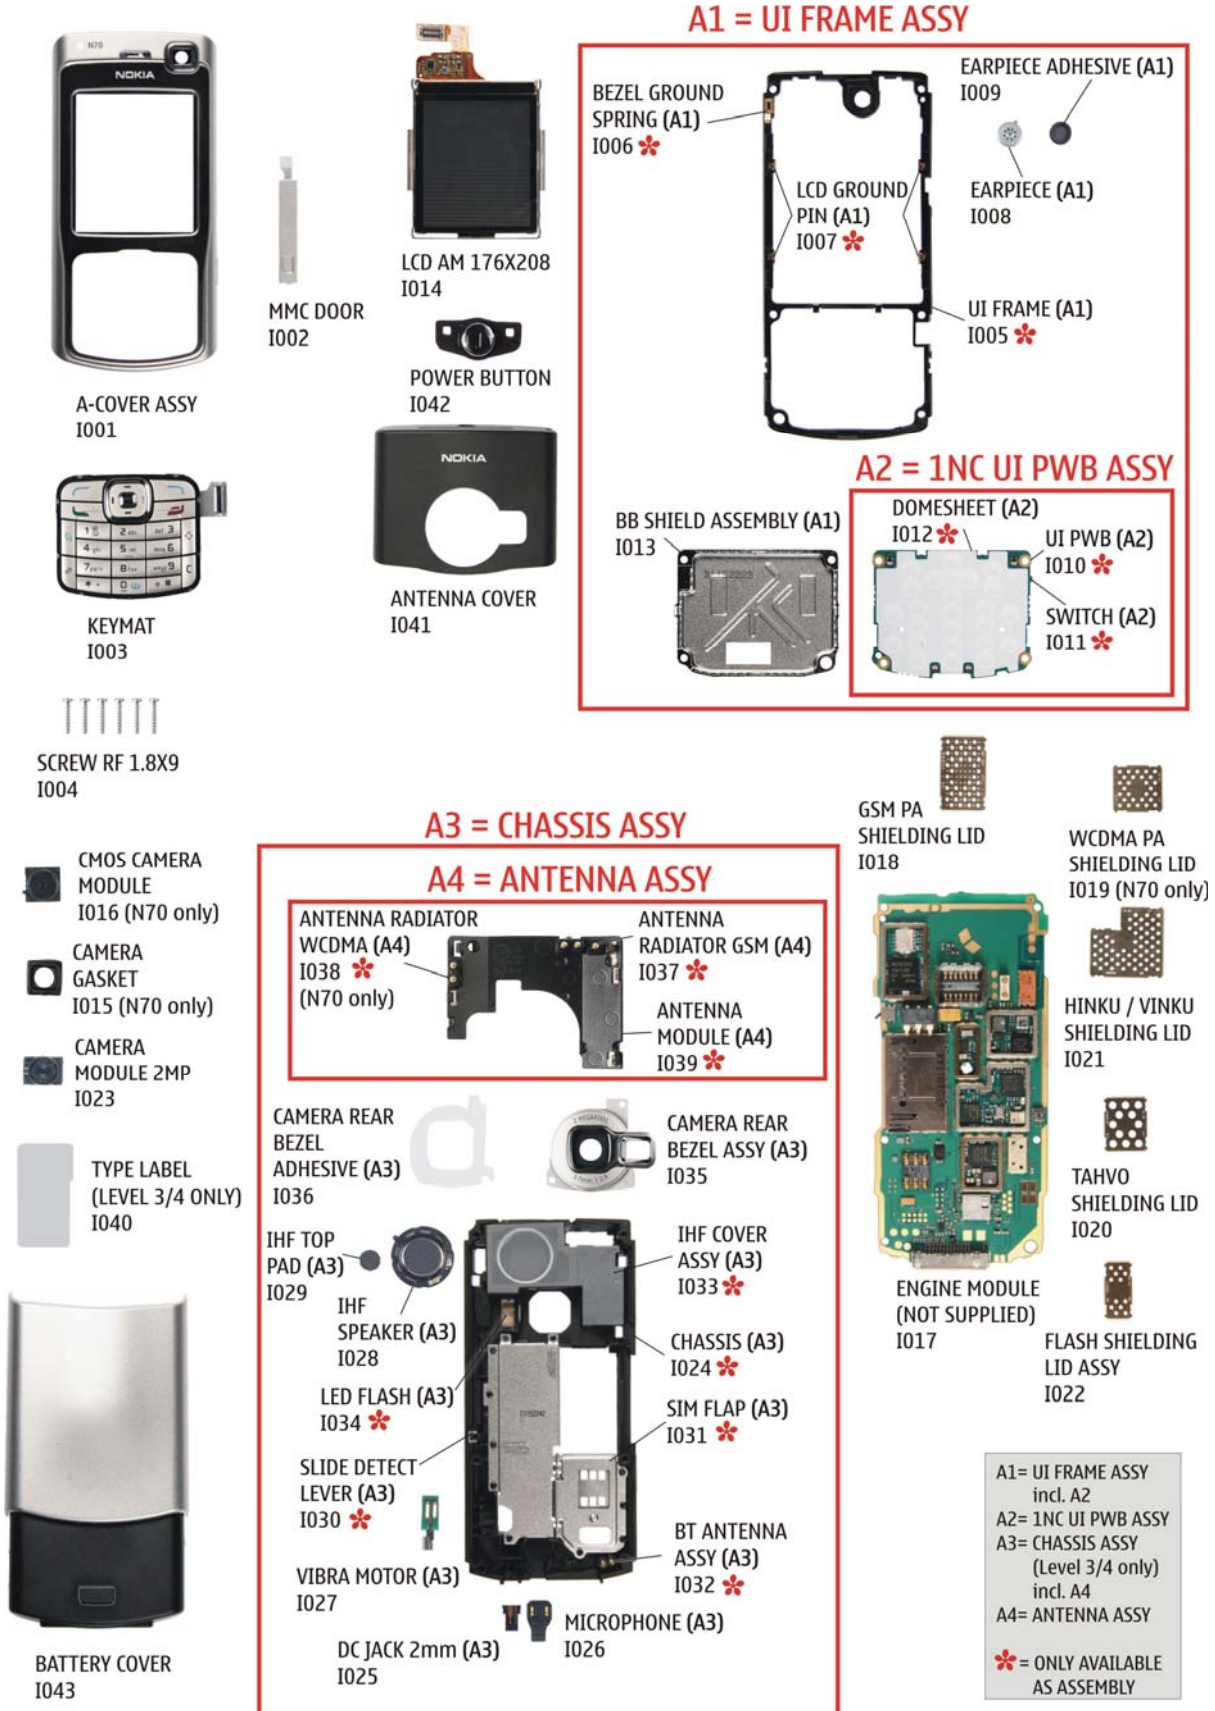 A1 = UI FRAME ASSY
N70
NOKIA
A-COVER ASSY
I001
MMC DOOR
I002
LCD AM 176X208
I014
POWER BUTTON
I042
NOKIA
ANTENNA COVER
I041
KEYMAT
I003
SCREW RF 1.8X9
I004
BEZEL GROUND
SPRING (A1)
I006 *
LCD GROUND
PIN (A1)
I007 *
EARPIECE ADHESIVE (A1)
I009
EARPIECE (A1)
I008
UI FRAME (A1)
I005 *
A2 = 1NC UI PWB ASSY
BB SHIELD ASSEMBLY (A1)
I013
DOMESHEET (A2)
I012 *
UI PWB (A2)
I010 *
SWITCH (A2)
I011 *
CMOS CAMERA
MODULE
I016 (N70 only)
CAMERA
GASKET
I015 (N70 only)
CAMERA
MODULE 2MP
I023
TYPE LABEL
(LEVEL 3/4 ONLY)
I040
BATTERY COVER
I043
A3 = CHASSIS ASSY
A4 = ANTENNA ASSY
ANTENNA RADIATOR
WCDMA (A4)
I038 *
(N70 only)
ANTENNA
RADIATOR GSM (A4)
I037 *
ANTENNA
MODULE (A4)
I039 *
CAMERA REAR
BEZEL
ADHESIVE (A3)
I036
CAMERA REAR
BEZEL ASSY (A3)
I035
IHF TOP
PAD (A3)
I029
IHF
SPEAKER (A3)
I028
LED FLASH (A3)
I034 *
SLIDE DETECT
LEVER (A3)
I030 *
VIBRA MOTOR (A3)
I027
DC JACK 2mm (A3)
I025
MICROPHONE (A3)
I026
IHF COVER
ASSY (A3)
I033 *
CHASSIS (A3)
I024 *
SIM FLAP (A3)
I031 *
BT ANTENNA
ASSY (A3)
I032 *
GSM PA
SHIELDING LID
I018
WCDMA PA
SHIELDING LID
I019 (N70 only)
HINKU / VINKU
SHIELDING LID
I021
TAHVO
SHIELDING LID
I020
ENGINE MODULE
(NOT SUPPLIED)
I017
FLASH SHIELDING
LID ASSY
I022
A1= UI FRAME ASSY
incl. A2
A2= 1NC UI PWB ASSY
A3= CHASSIS ASSY
(Level 3/4 only)
incl. A4
A4= ANTENNA ASSY
* = ONLY AVAILABLE
AS ASSEMBLY